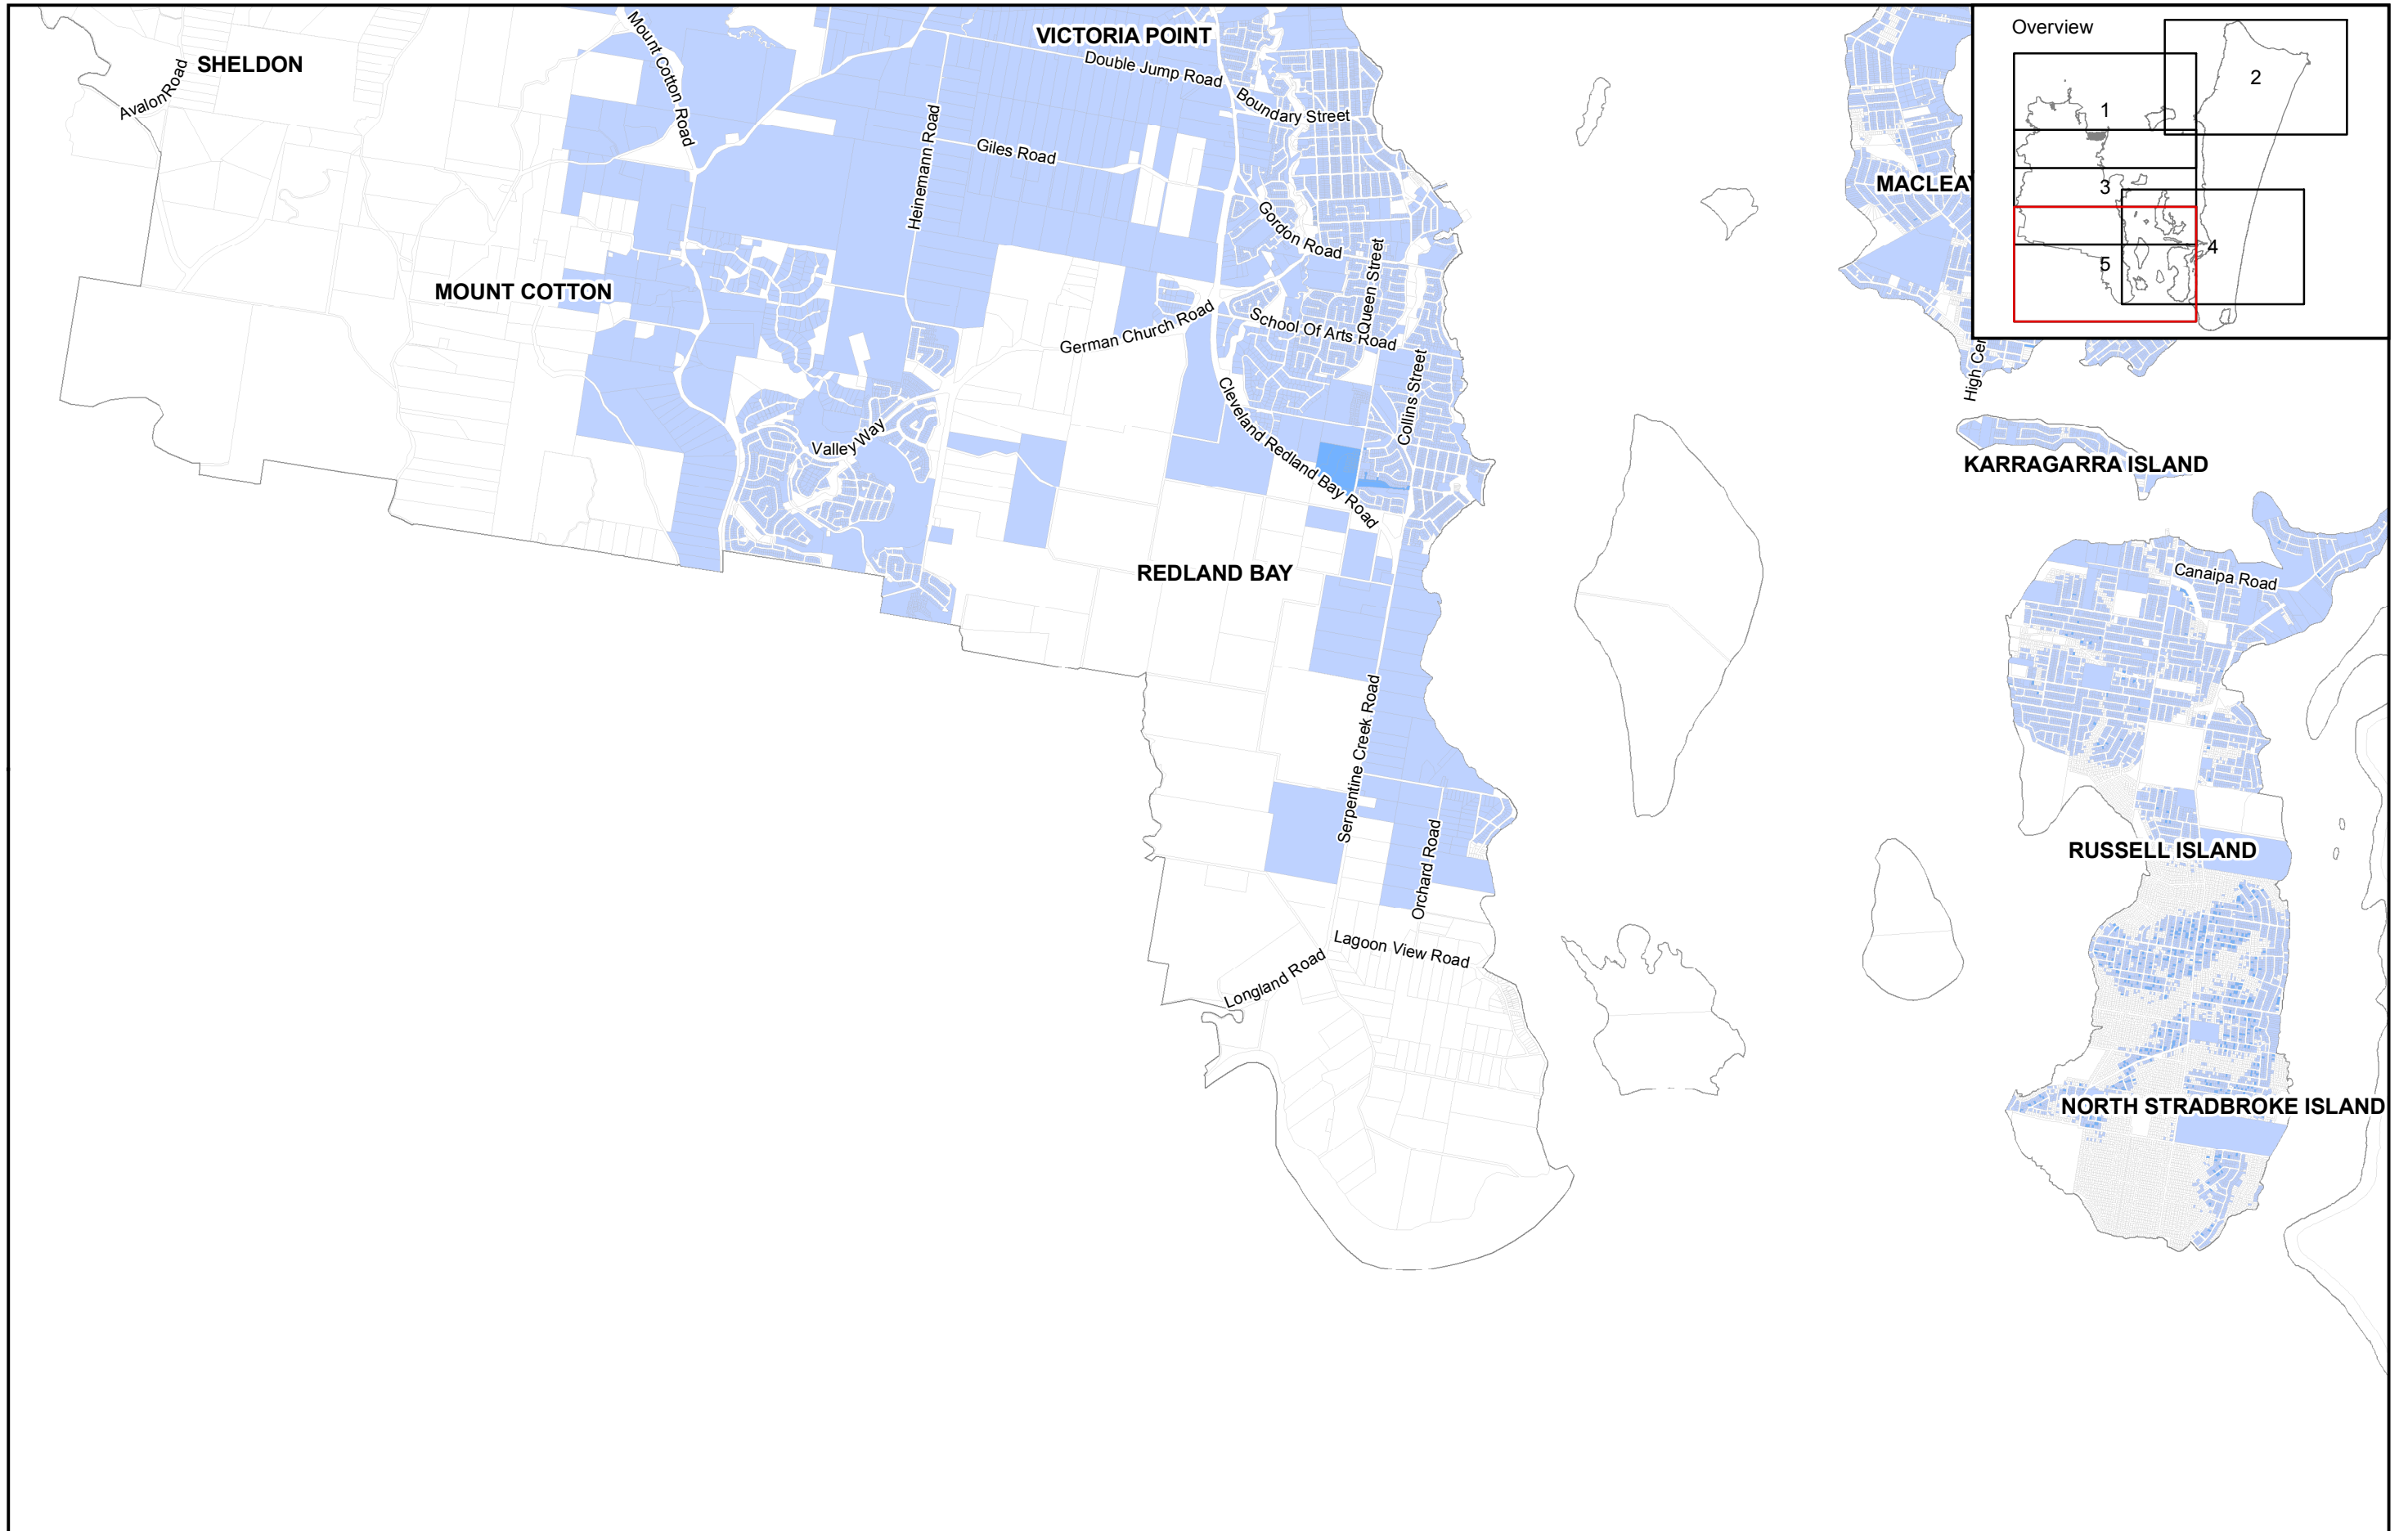 Overview
1
2
3
4
5
VICTORIA POINT
SHELDON
Mount Cotton Road
Avalon Road
Double Jump Road
Boundary Street
Heinemann Road
Giles Road
Gordon Road
Queen Street
MACLEAY
MOUNT COTTON
German Church Road
School Of Arts Road
Collins Street
Cleveland Redland Bay Road
High Cen
Valley Way
KARRAGARRA ISLAND
REDLAND BAY
Canaipa Road
Serpentine Creek Road
Orchard Road
RUSSELL ISLAND
Lagoon View Road
Longland Road
NORTH STRADBROKE ISLAND